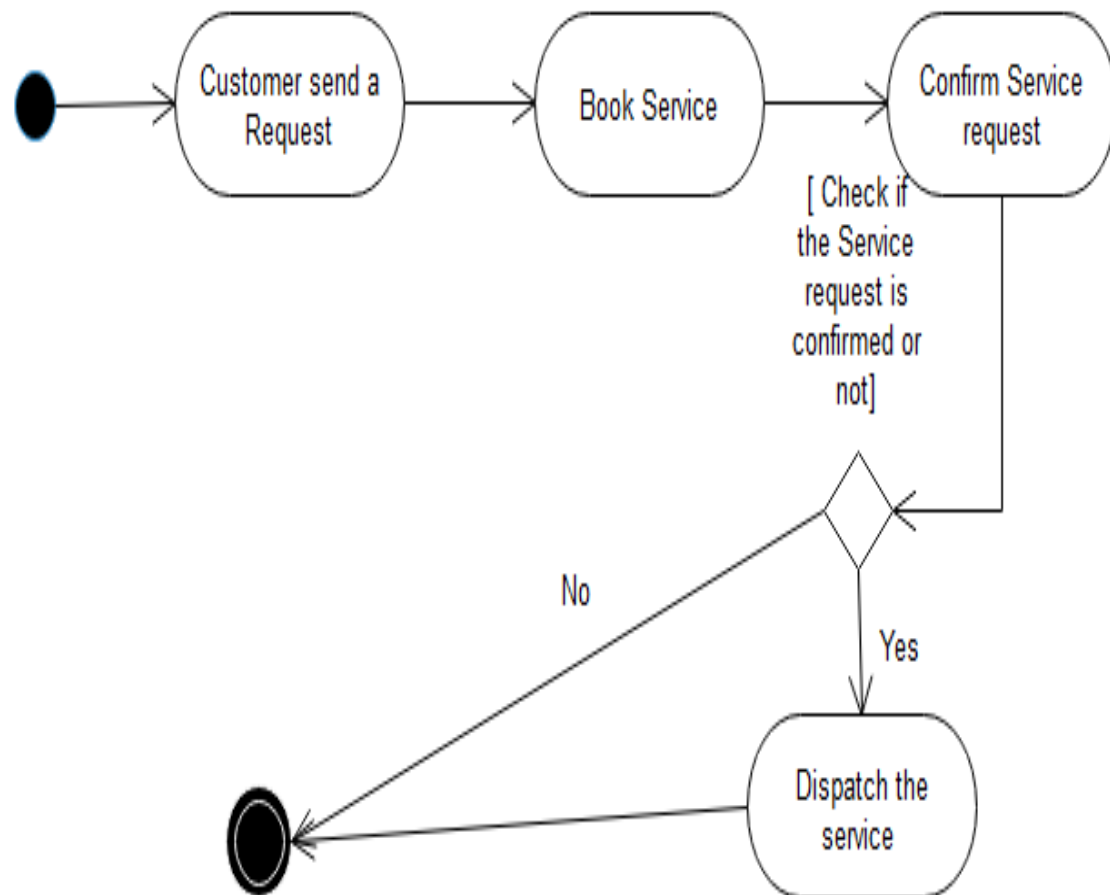 Customer send a
Request
Book Service
Confirm Service
request
[ Check if
the Service
request is
confirmed or
not]
No
Yes
Dispatch the
service